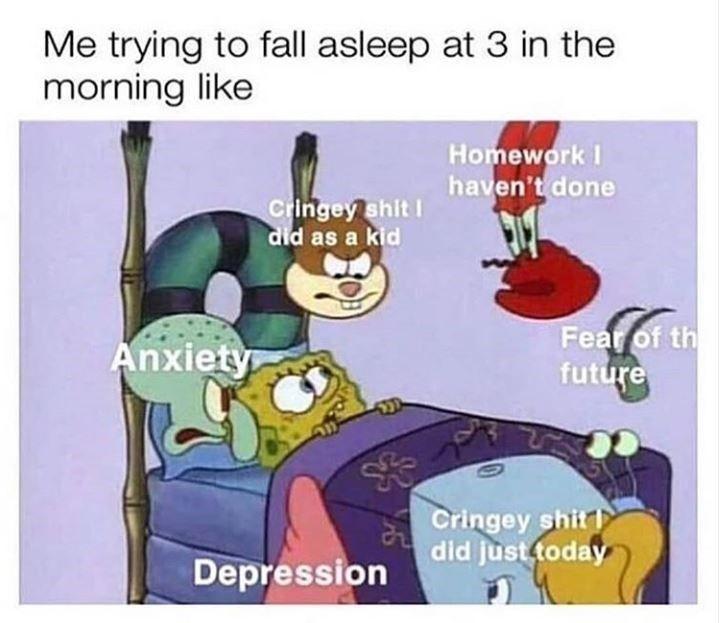 Me trying to fall asleep at 3 in the
morning like
Homework I
haven't done
Cringey shit I
did as a kid
Fear of th
future
Anxiety
Cringey shit I
did just today
Depression